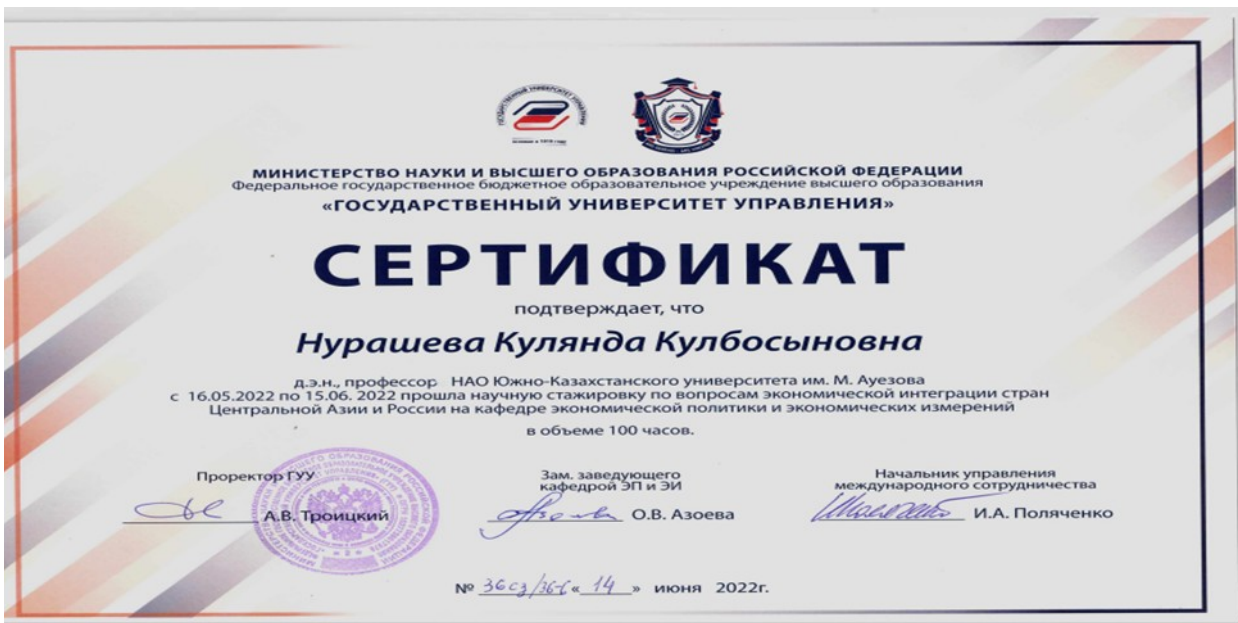 ГОСУДАРСТВЕННЫЙ УНИВЕРСИТЕТ УПРАВЛЕНИЯ
МИНИСТЕРСТВО НАУКИ И ВЫСШЕГО ОБРАЗОВАНИЯ РОССИЙСКОЙ ФЕДЕРАЦИИ
Федеральное государственное бюджетное образовательное учреждение высшего образования
«ГОСУДАРСТВЕННЫЙ УНИВЕРСИТЕТ УПРАВЛЕНИЯ»
СЕРТИФИКАТ
подтверждает, что
Нурашева Кулянда Кулбосыновна
д.э.н., профессор НАО Южно-Казахстанского университета им. М. Ауезова
с 16.05.2022 по 15.06. 2022 прошла научную стажировку по вопросам экономической интеграции стран
Центральной Азии и России на кафедре экономической политики и экономических измерений
в объеме 100 часов.
Проректор ГУУ
А.В. Троицкий
Зам. заведующего
кафедрой ЭП и ЭИ
О.В. Азоева
Начальник управления
международного сотрудничества
И.А. Поляченко
№ « 14 » июня 2022г.